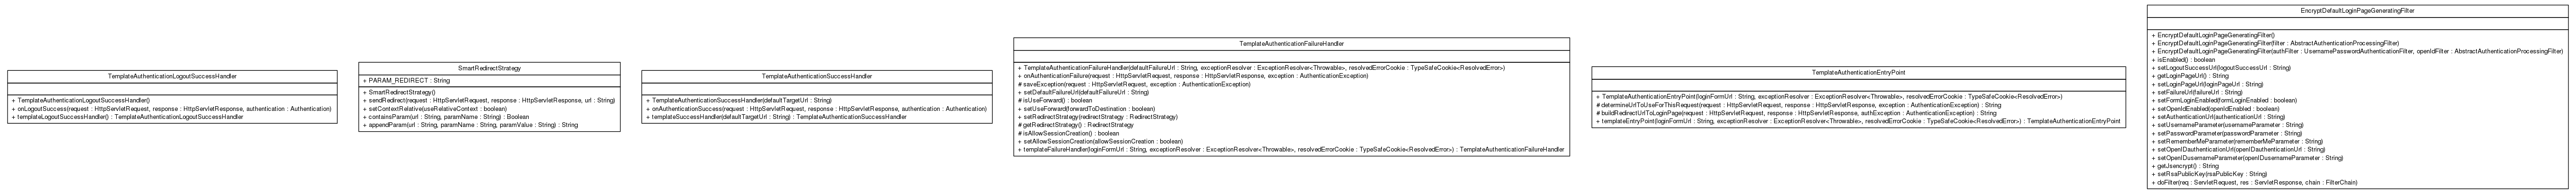 TemplateAuthenticationLogoutSuccessHandler
+ TemplateAuthenticationLogoutSuccessHandler()
+ onLogoutSuccess(request : HttpServletRequest, response : HttpServletResponse, authentication : Authentication)
+ templateLogoutSuccessHandler() : TemplateAuthenticationLogoutSuccessHandler
SmartRedirectStrategy
+ PARAM_REDIRECT : String
+ SmartRedirectStrategy()
+ sendRedirect(request : HttpServletRequest, response : HttpServletResponse, url : String)
+ setContextRelative(useRelativeContext : boolean)
+ containsParam(url : String, paramName : String) : Boolean
+ appendParam(url : String, paramName : String, paramValue : String) : String
TemplateAuthenticationSuccessHandler
+ TemplateAuthenticationSuccessHandler(defaultTargetUrl : String)
+ onAuthenticationSuccess(request : HttpServletRequest, response : HttpServletResponse, authentication : Authentication)
+ templateSuccessHandler(defaultTargetUrl : String) : TemplateAuthenticationSuccessHandler
TemplateAuthenticationFailureHandler
+ TemplateAuthenticationFailureHandler(defaultFailureUrl : String, exceptionResolver : ExceptionResolver<Throwable>, resolvedErrorCookie : TypeSafeCookie<ResolvedError>)
+ onAuthenticationFailure(request : HttpServletRequest, response : HttpServletResponse, exception : AuthenticationException)
# saveException(request : HttpServletRequest, exception : AuthenticationException)
+ setDefaultFailureUrl(defaultFailureUrl : String)
# isUseForward() : boolean
+ setUseForward(forwardToDestination : boolean)
+ setRedirectStrategy(redirectStrategy : RedirectStrategy)
# getRedirectStrategy() : RedirectStrategy
# isAllowSessionCreation() : boolean
+ setAllowSessionCreation(allowSessionCreation : boolean)
+ templateFailureHandler(loginFormUrl : String, exceptionResolver : ExceptionResolver<Throwable>, resolvedErrorCookie : TypeSafeCookie<ResolvedError>) : TemplateAuthenticationFailureHandler
TemplateAuthenticationEntryPoint
+ TemplateAuthenticationEntryPoint(loginFormUrl : String, exceptionResolver : ExceptionResolver<Throwable>, resolvedErrorCookie : TypeSafeCookie<ResolvedError>)
# determineUrlToUseForThisRequest(request : HttpServletRequest, response : HttpServletResponse, exception : AuthenticationException) : String
# buildRedirectUrlToLoginPage(request : HttpServletRequest, response : HttpServletResponse, authException : AuthenticationException) : String
+ templateEntryPoint(loginFormUrl : String, exceptionResolver : ExceptionResolver<Throwable>, resolvedErrorCookie : TypeSafeCookie<ResolvedError>) : TemplateAuthenticationEntryPoint
EncryptDefaultLoginPageGeneratingFilter
+ EncryptDefaultLoginPageGeneratingFilter()
+ EncryptDefaultLoginPageGeneratingFilter(filter : AbstractAuthenticationProcessingFilter)
+ EncryptDefaultLoginPageGeneratingFilter(authFilter : UsernamePasswordAuthenticationFilter, openIdFilter : AbstractAuthenticationProcessingFilter)
+ isEnabled() : boolean
+ setLogoutSuccessUrl(logoutSuccessUrl : String)
+ getLoginPageUrl() : String
+ setLoginPageUrl(loginPageUrl : String)
+ setFailureUrl(failureUrl : String)
+ setFormLoginEnabled(formLoginEnabled : boolean)
+ setOpenIdEnabled(openIdEnabled : boolean)
+ setAuthenticationUrl(authenticationUrl : String)
+ setUsernameParameter(usernameParameter : String)
+ setPasswordParameter(passwordParameter : String)
+ setRememberMeParameter(rememberMeParameter : String)
+ setOpenIDauthenticationUrl(openIDauthenticationUrl : String)
+ setOpenIDusernameParameter(openIDusernameParameter : String)
+ getJsencrypt() : String
+ setRsaPublicKey(rsaPublicKey : String)
+ doFilter(req : ServletRequest, res : ServletResponse, chain : FilterChain)